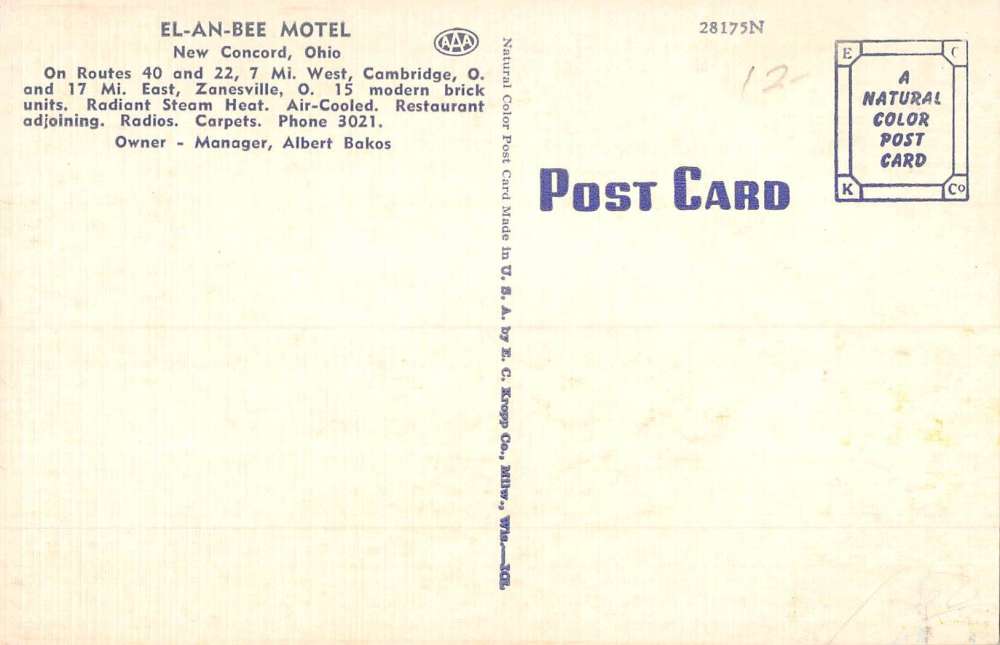 EL-AN-BEE MOTEL
New Concord, Ohio
On Routes 40 and 22, 7 Mi. West, Cambridge, O.
and 17 Mi. East, Zanesville, O. 15 modern brick
units. Radiant Steam Heat. Air-Cooled. Restaurant
adjoining. Radios. Carpets. Phone 3021.
Owner - Manager, Albert Bakos
AAA
Natural Color Post Card Made in U. S. A. by E. C. Kropp Co., Milw., Wis.—
28175N
12-
POST CARD
E C
A
NATURAL
COLOR
POST
CARD
K Co